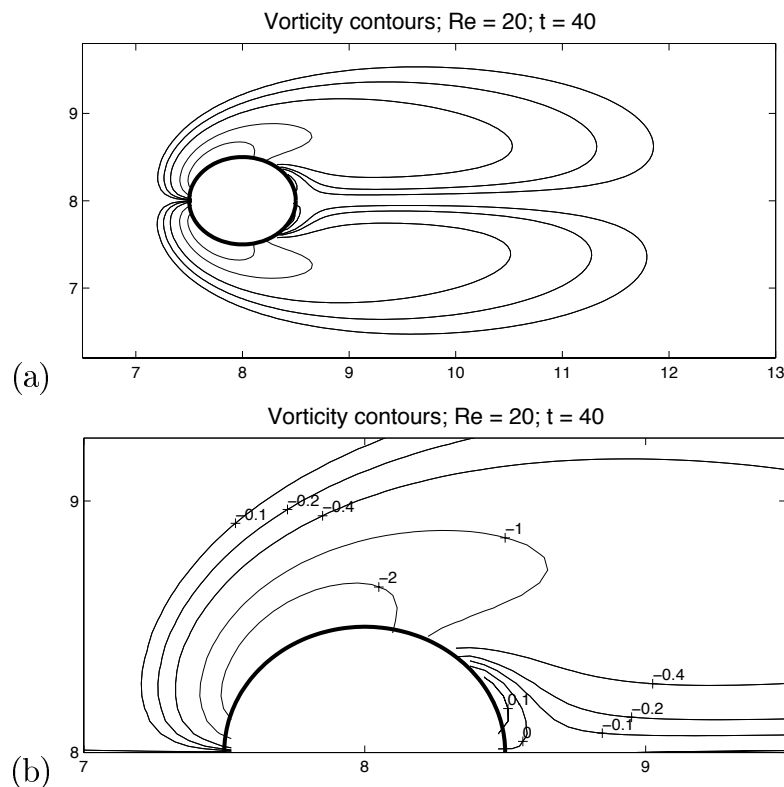 Vorticity contours; Re = 20; t = 40
9
8
7
7 8 9 10 11 12 13
(a)
Vorticity contours; Re = 20; t = 40
9
8
7 8 9
−0.1
−0.2
−0.4
−1
−2
−0.4
0.1
−0.2
−0.1
0
(b)